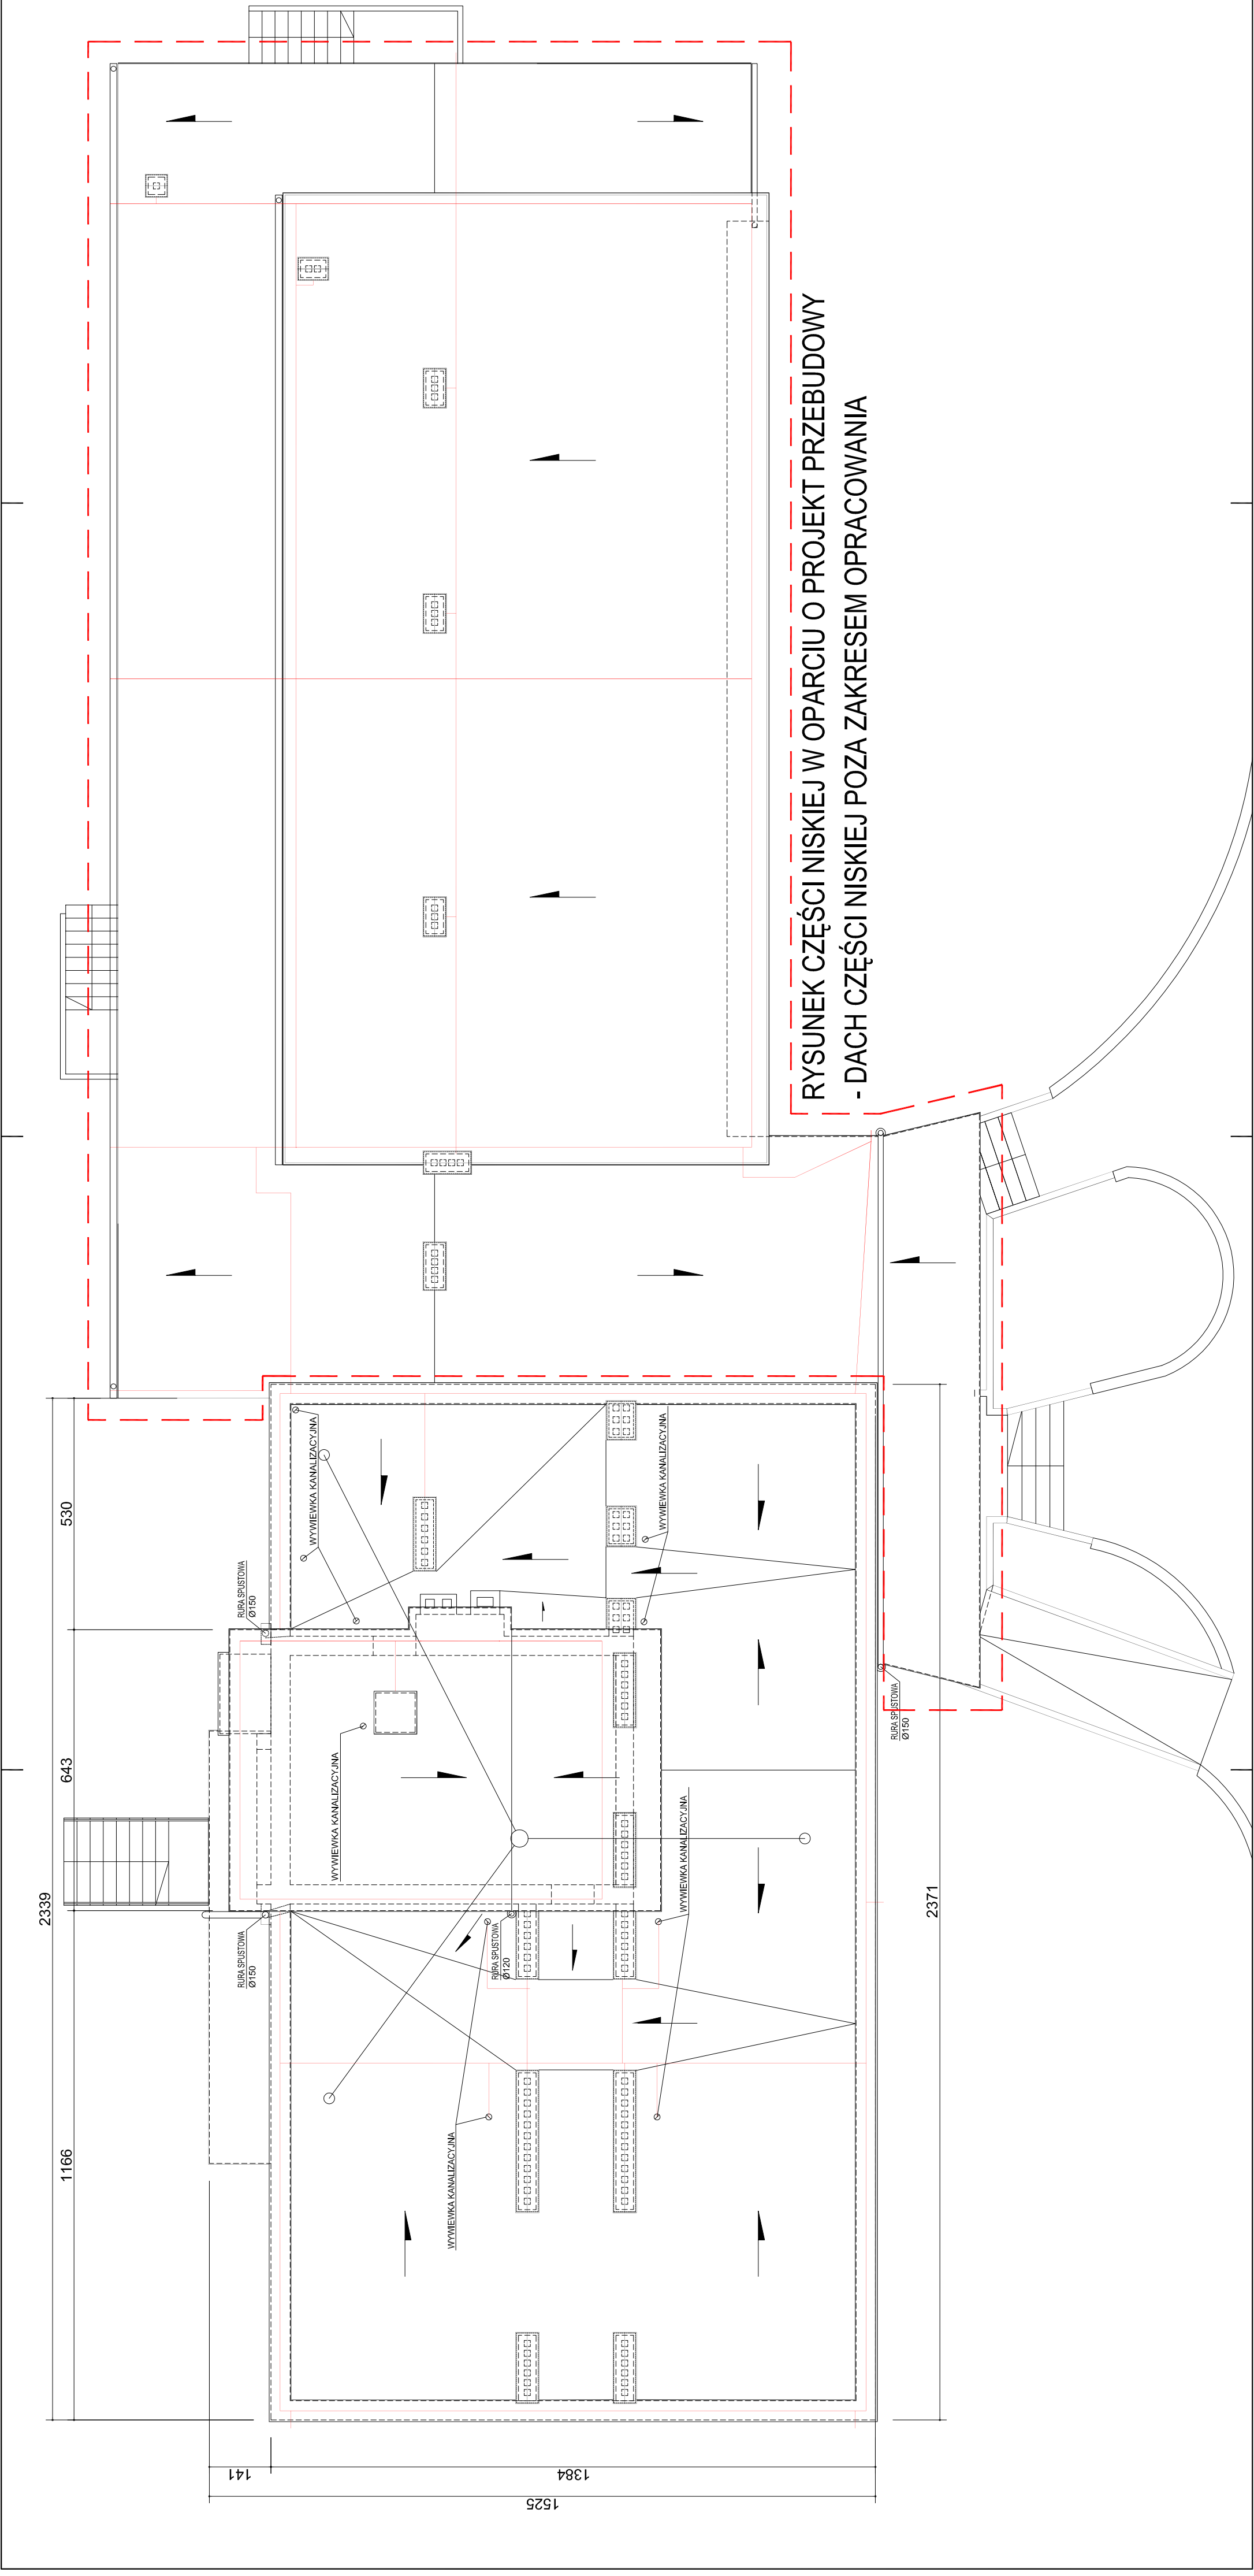 RYSUNEK CZĘŚCI NISKIEJ W OPARCIU O PROJEKT PRZEBUDOWY
- DACH CZĘŚCI NISKIEJ POZA ZAKRESEM OPRACOWANIA
2339
1166
643
530
RURA SPUSTOWA
Ø150
RURA SPUSTOWA
Ø150
WYWIEWKA KANALIZACYJNA
WYWIEWKA KANALIZACYJNA
WYWIEWKA KANALIZACYJNA
RURA SPUSTOWA
Ø120
WYWIEWKA KANALIZACYJNA
WYWIEWKA KANALIZACYJNA
RURA SPUSTOWA
Ø150
2371
141
1384
1525